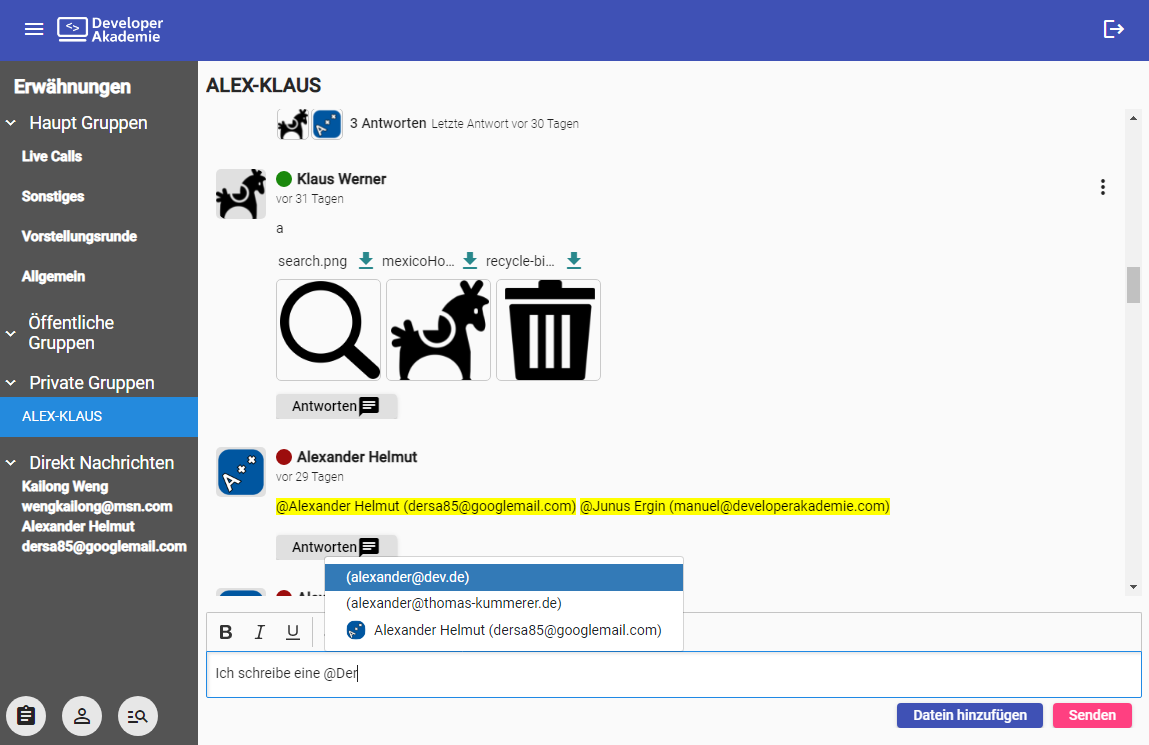 Developer
Akademie
Erwähnungen
Haupt Gruppen
Live Calls
Sonstiges
Vorstellungsrunde
Allgemein
Öffentliche
Gruppen
Private Gruppen
ALEX-KLAUS
Direkt Nachrichten
Kailong Weng
wengkailong@msn.com
Alexander Helmut
dersa85@googlemail.com
ALEX-KLAUS
3 Antworten Letzte Antwort vor 30 Tagen
Klaus Werner
vor 31 Tagen
a
search.png mexicoHo... recycle-bi...
Antworten
Alexander Helmut
vor 29 Tagen
@Alexander Helmut (dersa85@googlemail.com) @Junus Ergin (manuel@developerakademie.com)
Antworten
(alexander@dev.de)
(alexander@thomas-kummerer.de)
Alexander Helmut (dersa85@googlemail.com)
B I U
Ich schreibe eine @Der
Datein hinzufügen
Senden